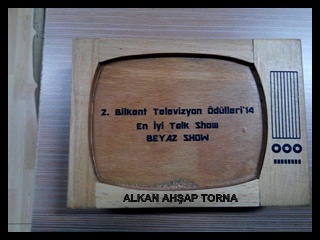 2. Bilkent Televizyon Ödülleri'14
En İyi Talk Show
BEYAZ SHOW
ALKAN AHŞAP TORNA